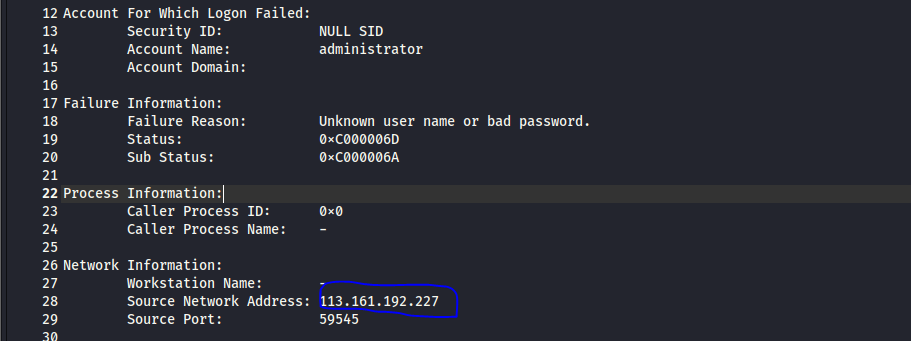 12 Account For Which Logon Failed:
13 Security ID: NULL SID
14 Account Name: administrator
15 Account Domain:
16
17 Failure Information:
18 Failure Reason: Unknown user name or bad password.
19 Status: 0×C000006D
20 Sub Status: 0×C000006A
21
22 Process Information:
23 Caller Process ID: 0×0
24 Caller Process Name: -
25
26 Network Information:
27 Workstation Name: -
28 Source Network Address: 113.161.192.227
29 Source Port: 59545
30